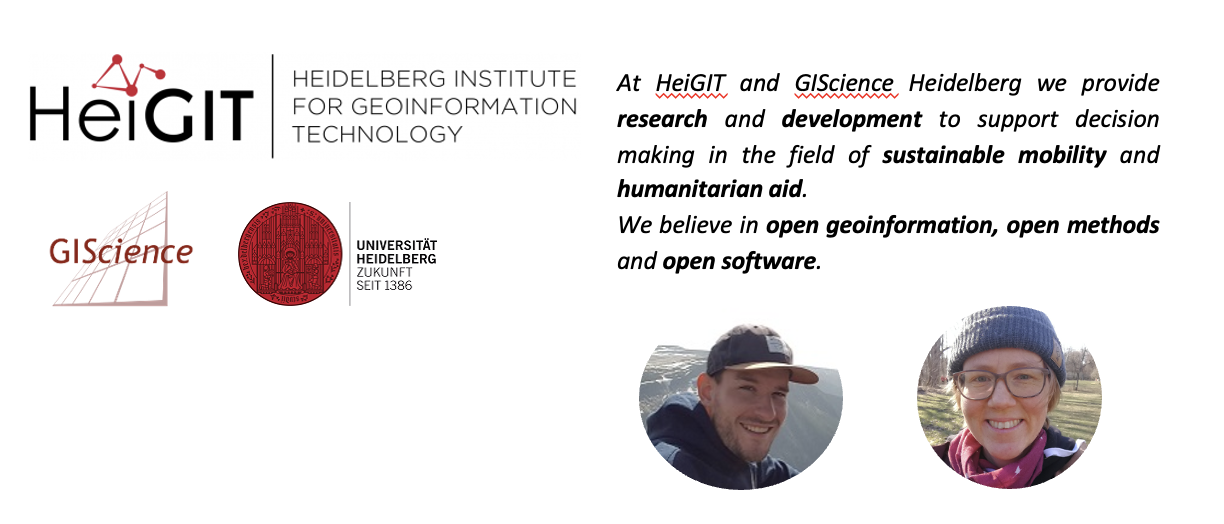 HeiGIT
HEIDELBERG INSTITUTE
FOR GEOINFORMATION
TECHNOLOGY
GIScience
UNIVERSITÄT
HEIDELBERG
ZUKUNFT
SEIT 1386
At HeiGIT and GIScience Heidelberg we provide
research and development to support decision
making in the field of sustainable mobility and
humanitarian aid.
We believe in open geoinformation, open methods
and open software.